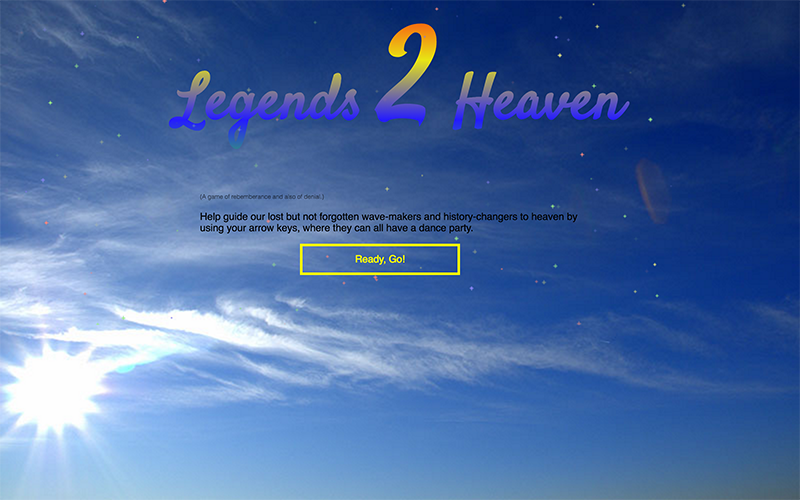 Legends 2 Heaven
(A game of rebemberance and also of denial.)
Help guide our lost but not forgotten wave-makers and history-changers to heaven by
using your arrow keys, where they can all have a dance party.
Ready, Go!